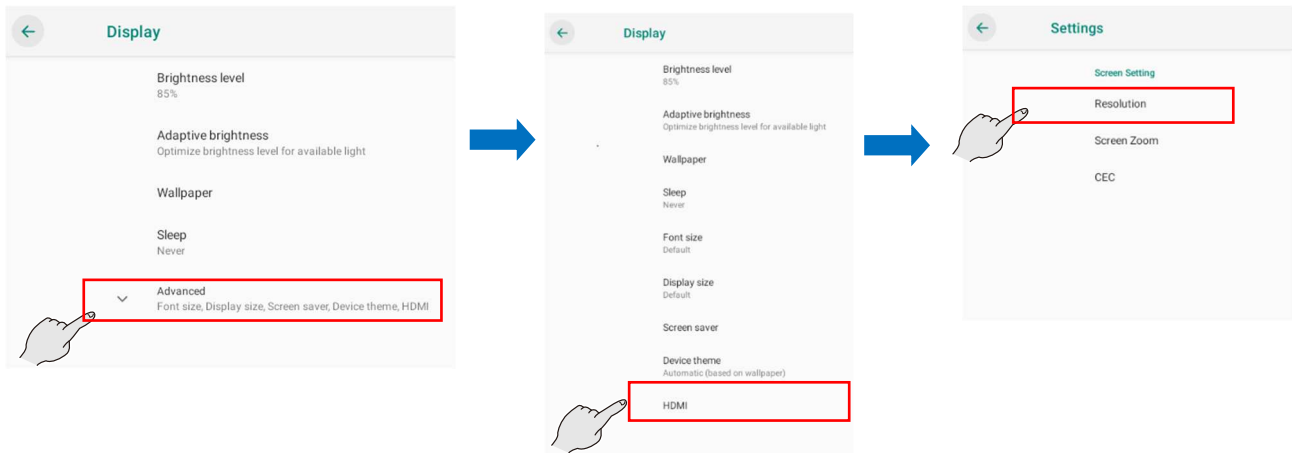 Display
Brightness level
85%
Adaptive brightness
Optimize brightness level for available light
Wallpaper
Sleep
Never
Advanced
Font size, Display size, Screen saver, Device theme, HDMI
Display
Brightness level
85%
Adaptive brightness
Optimize brightness level for available light
Wallpaper
Sleep
Never
Font size
Default
Display size
Default
Screen saver
Device theme
Automatic (based on wallpaper)
HDMI
Settings
Screen Setting
Resolution
Screen Zoom
CEC